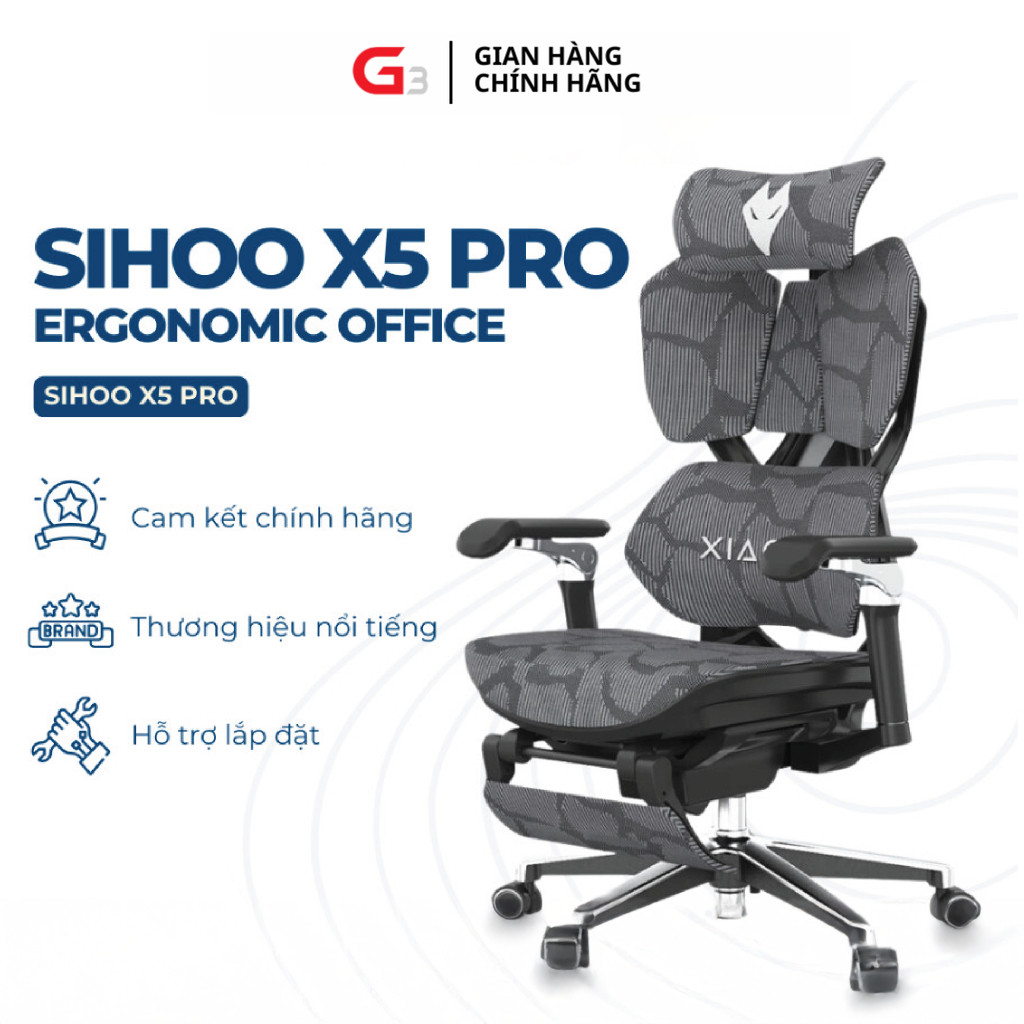 G3
GIAN HÀNG
CHÍNH HÃNG
SIHOO X5 PRO
ERGONOMIC OFFICE
SIHOO X5 PRO
Cam kết chính hãng
BRAND
Thương hiệu nổi tiếng
Hỗ trợ lắp đặt